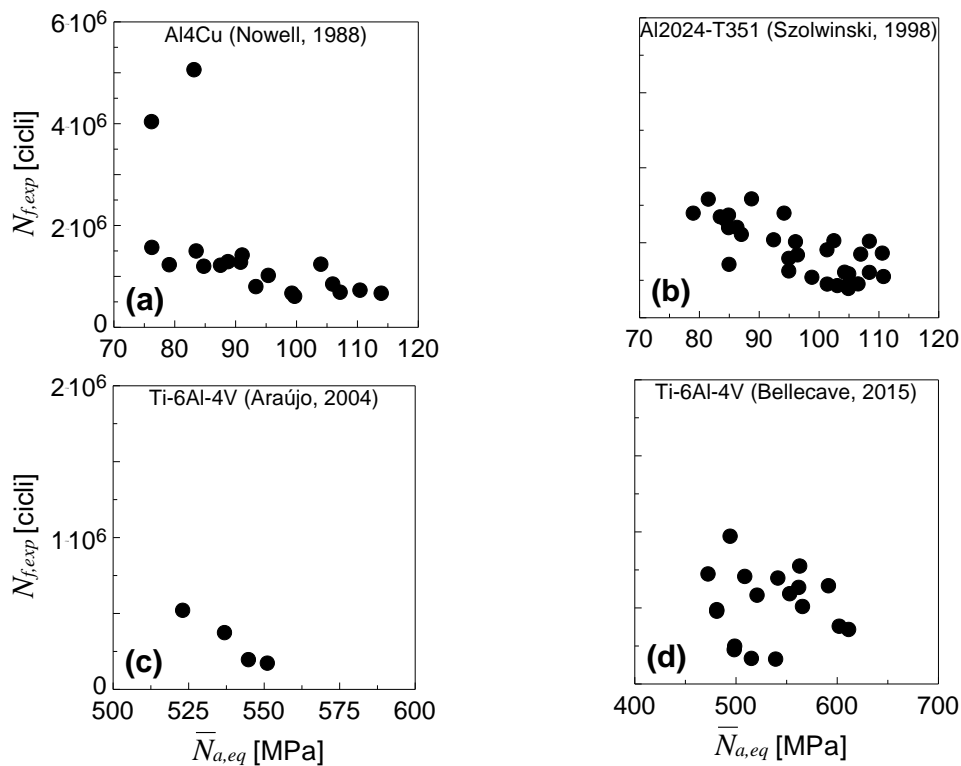 6·10⁶
Al4Cu (Nowell, 1988)
4·10⁶
2·10⁶
0
N_f,exp [cicli]
(a)
70 80 90 100 110 120
Al2024-T351 (Szolwinski, 1998)
(b)
70 80 90 100 110 120
2·10⁶
Ti-6Al-4V (Araújo, 2004)
1·10⁶
0
N_f,exp [cicli]
(c)
500 525 550 600
N̅_a,eq [MPa]
Ti-6Al-4V (Bellecave, 2015)
(d)
400 500 600 700
N̅_a,eq [MPa]